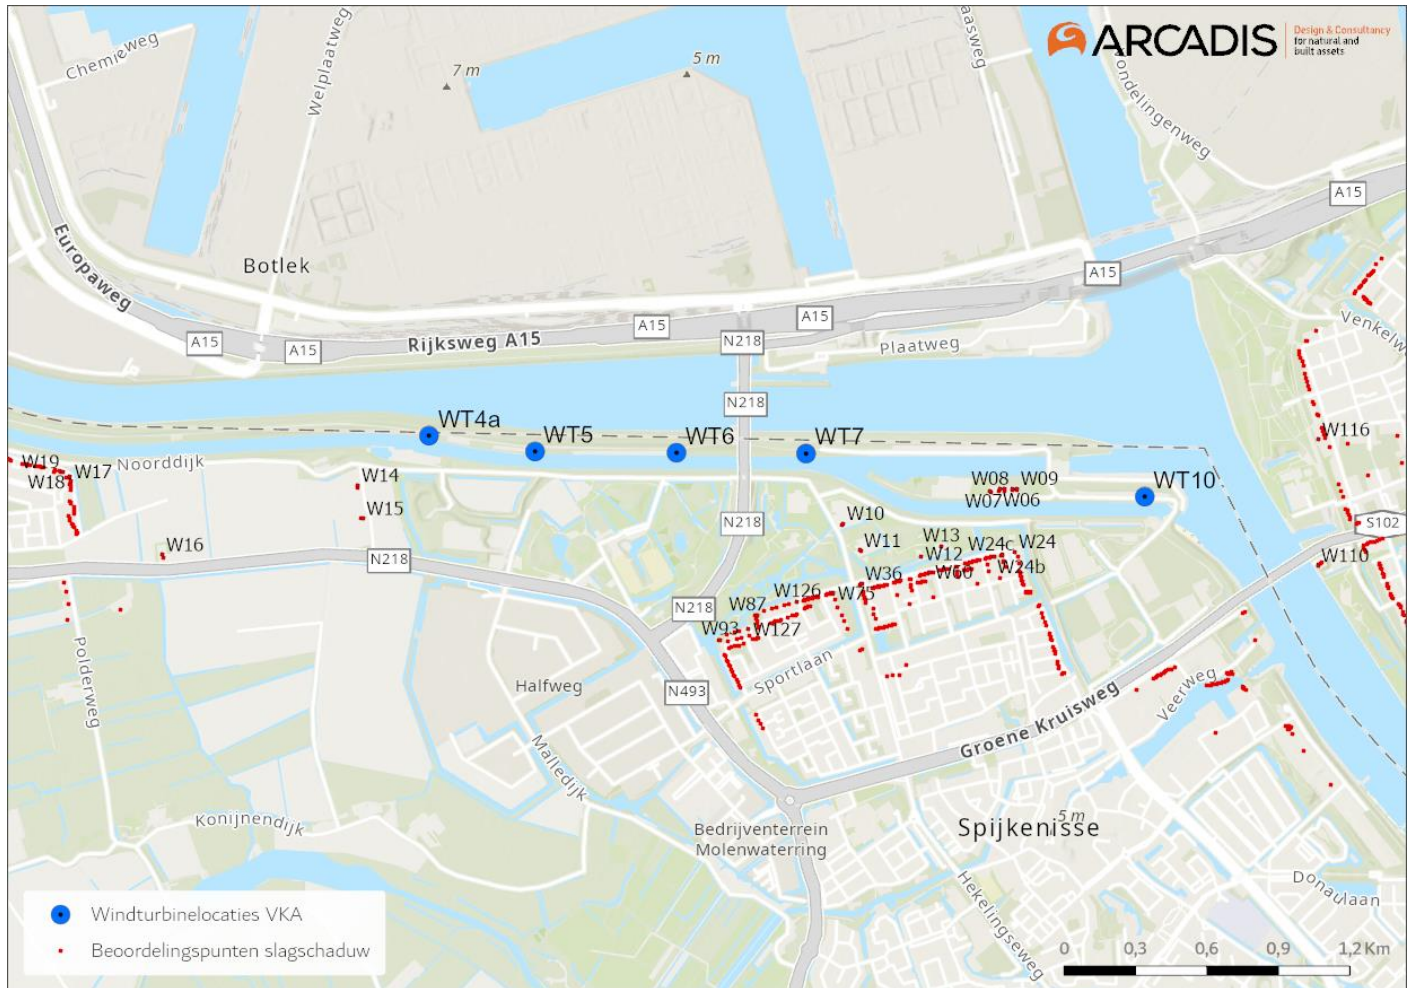 Chemieweg
Welplaatweg
7 m
5 m
aasweg
ondelingenweg
ARCADIS
Design & Consultancy
for natural and
built assets
A15
Europaweg
Botlek
A15
A15
A15
Rijksweg A15
A15
A15
N218
Plaatweg
Venkelw
N218
WT4a
WT5
WT6
WT7
WT10
W116
W19
W18
W17
Noorddijk
W14
W15
W16
W08
W09
W07
W06
W10
W11
N218
N218
W13
W12
W24c
W24
W24b
W60
W36
S102
W110
N218
W126
W75
W87
W93
W127
Polderweg
Halfweg
N493
Sportlaan
Veerweg
Groene Kruisweg
Malledijk
Konijnendijk
Bedrijventerrein
Molenwaterring
5 m
Spijkenisse
Hekelingseweg
Donaulaan
Windturbinelocaties VKA
Beoordelingspunten slagschaduw
0 0,3 0,6 0,9 1,2 Km